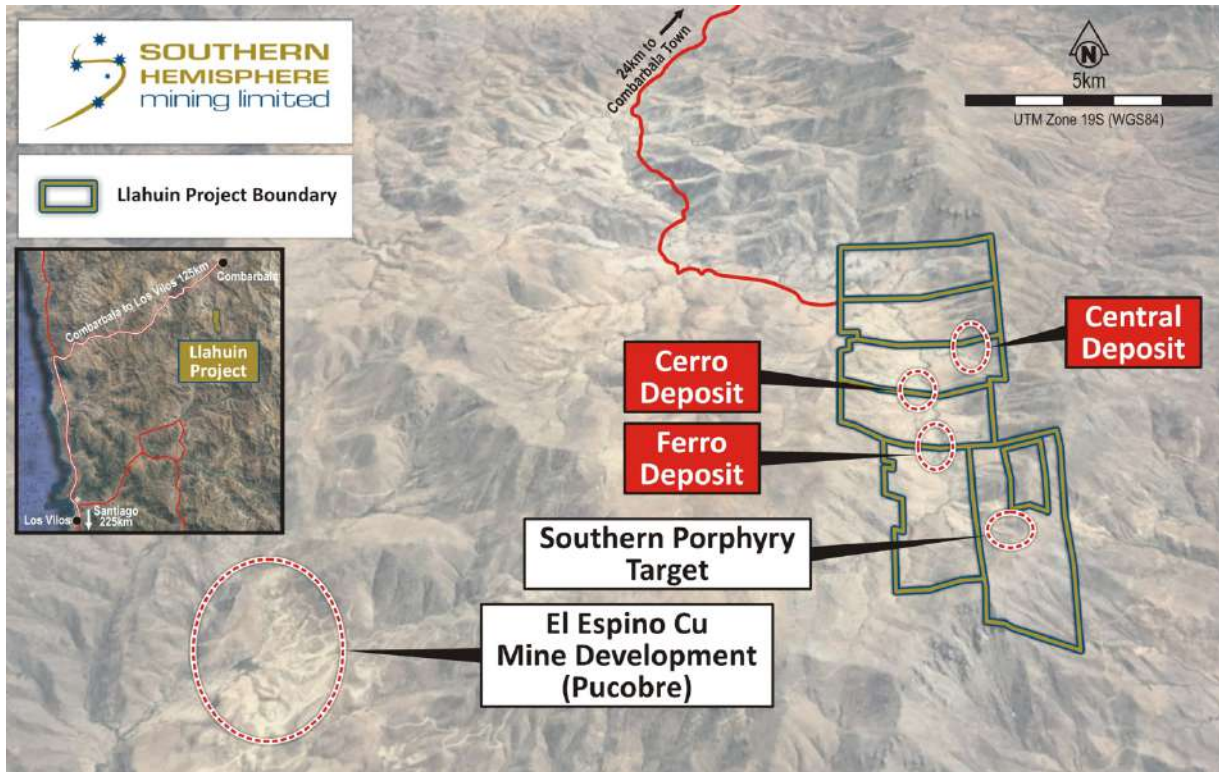 SOUTHERN
HEMISPHERE
mining limited
Llahuin Project Boundary
24km to
Combarbala Town
N
5km
UTM Zone 19S (WGS84)
Combarbala
Combarbala to Los Vilos 125km
Llahuin
Project
Santiago
225km
Los Vilos
Central
Deposit
Cerro
Deposit
Ferro
Deposit
Southern Porphyry
Target
El Espino Cu
Mine Development
(Pucobre)